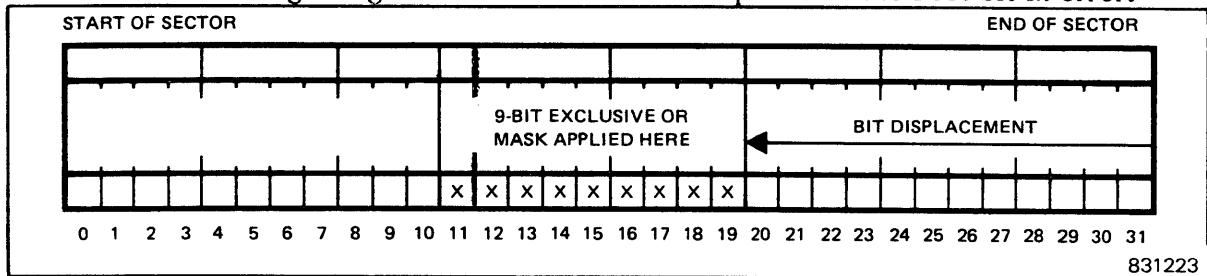 START OF SECTOR END OF SECTOR
9-BIT EXCLUSIVE OR
MASK APPLIED HERE
BIT DISPLACEMENT
X X X X X X X X X
0 1 2 3 4 5 6 7 8 9 10 11 12 13 14 15 16 17 18 19 20 21 22 23 24 25 26 27 28 29 30 31
831223